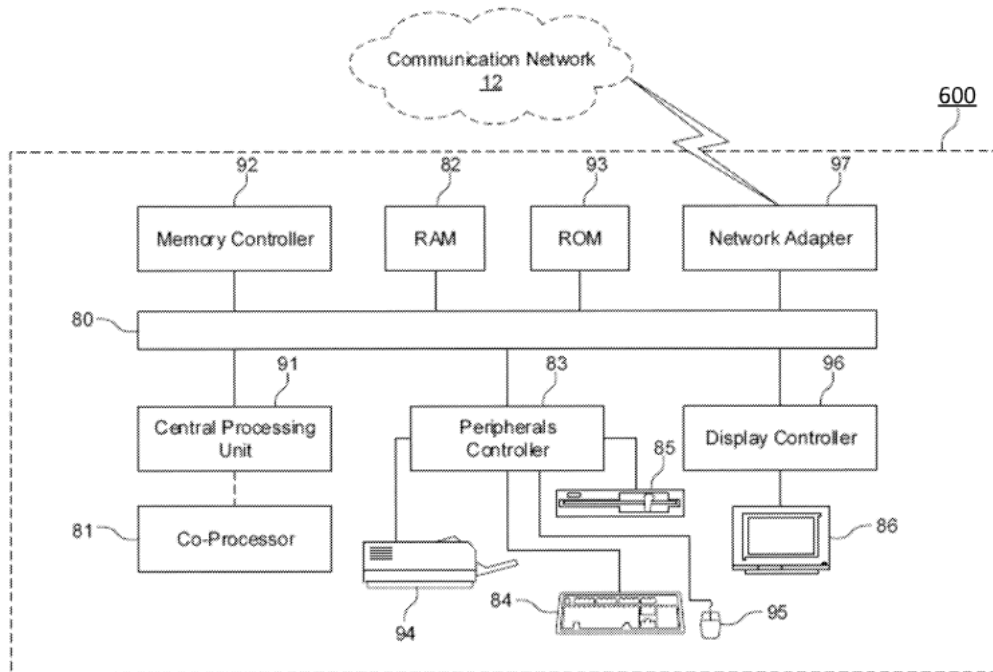 Communication Network
12
600
92
82
93
97
Memory Controller
RAM
ROM
Network Adapter
80
91
83
96
Central Processing
Unit
Peripherals
Controller
Display Controller
85
81
Co-Processor
86
94
84
95